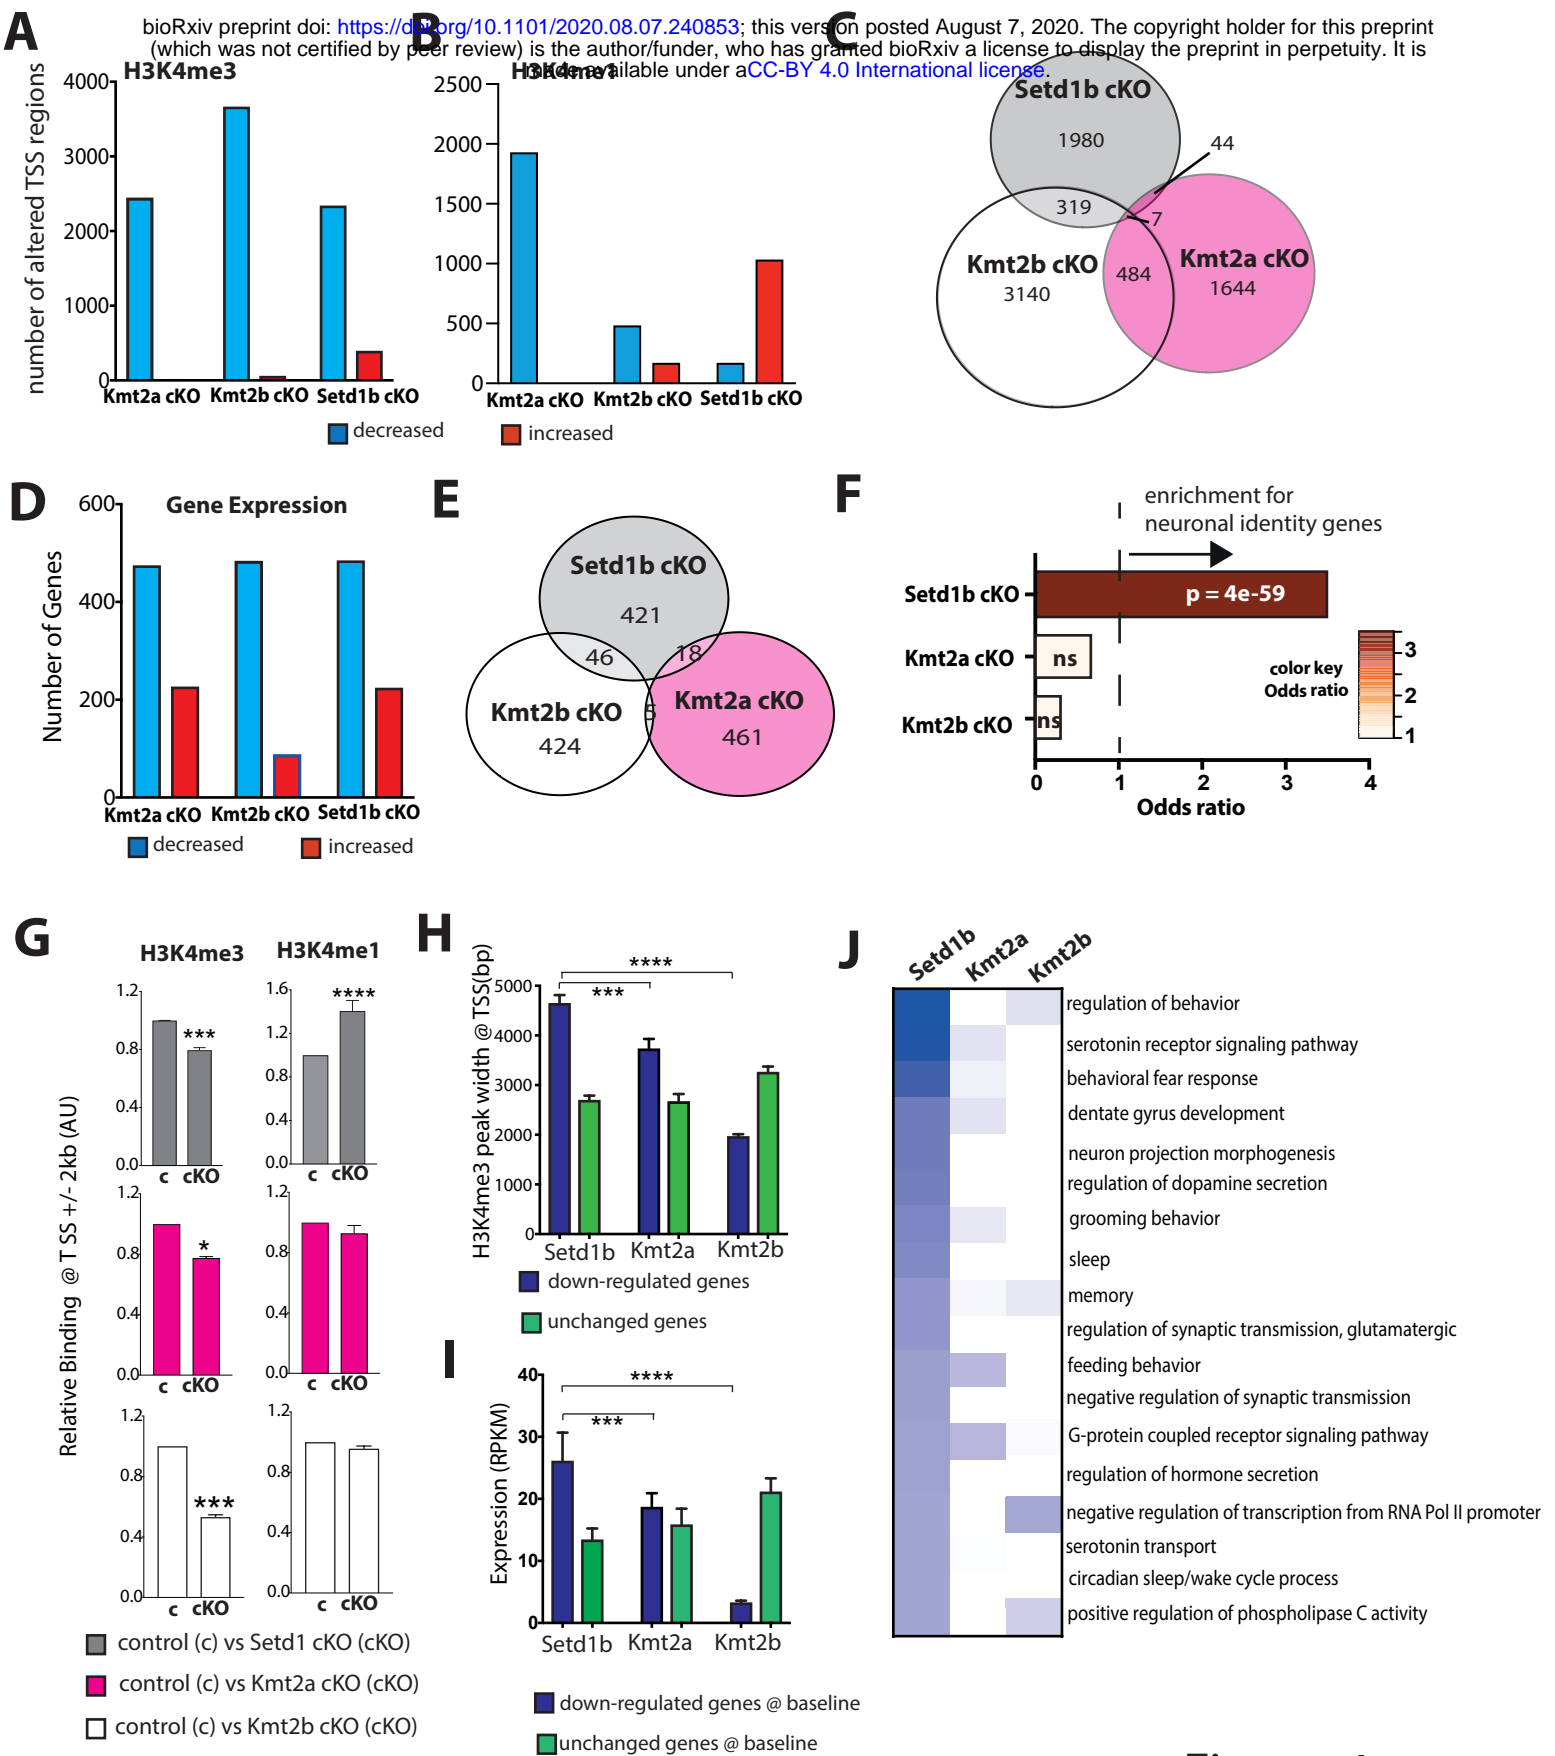 bioRxiv preprint doi: https://doi.org/10.1101/2020.08.07.240853; this version posted August 7, 2020. The copyright holder for this preprint
(which was not certified by peer review) is the author/funder, who has granted bioRxiv a license to display the preprint in perpetuity. It is
made available under aCC-BY 4.0 International license.
A
H3K4me3
number of altered TSS regions
4000
3000
2000
1000
0
Kmt2a cKO Kmt2b cKO Setd1b cKO
B
H3K4me1
2500
2000
1500
1000
500
0
Kmt2a cKO Kmt2b cKO Setd1b cKO
decreased
increased
C
Setd1b cKO
1980
44
319
7
Kmt2b cKO
3140
484
Kmt2a cKO
1644
D
Gene Expression
Number of Genes
600
400
200
0
Kmt2a cKO Kmt2b cKO Setd1b cKO
decreased
increased
E
Setd1b cKO
421
46
18
Kmt2b cKO
424
5
Kmt2a cKO
461
F
enrichment for
neuronal identity genes
Setd1b cKO
p = 4e-59
Kmt2a cKO
ns
Kmt2b cKO
ns
color key
Odds ratio
3
2
1
0 1 2 3 4
Odds ratio
G
H3K4me3
H3K4me1
Relative Binding @ TSS +/- 2kb (AU)
1.2
0.8
0.4
0.0
***
c cKO
1.6
1.2
0.8
0.4
0.0
****
c cKO
1.2
0.8
0.4
0.0
*
c cKO
1.2
0.8
0.4
0.0
c cKO
1.2
0.8
0.4
0.0
***
c cKO
1.2
0.8
0.4
0.0
c cKO
control (c) vs Setd1 cKO (cKO)
control (c) vs Kmt2a cKO (cKO)
control (c) vs Kmt2b cKO (cKO)
H
H3K4me3 peak width @ TSS(bp)
5000
4000
3000
2000
1000
0
****
***
Setd1b Kmt2a Kmt2b
down-regulated genes
unchanged genes
I
Expression (RPKM)
40
30
20
10
0
****
***
Setd1b Kmt2a Kmt2b
down-regulated genes @ baseline
unchanged genes @ baseline
J
Setd1b Kmt2a Kmt2b
regulation of behavior
serotonin receptor signaling pathway
behavioral fear response
dentate gyrus development
neuron projection morphogenesis
regulation of dopamine secretion
grooming behavior
sleep
memory
regulation of synaptic transmission, glutamatergic
feeding behavior
negative regulation of synaptic transmission
G-protein coupled receptor signaling pathway
regulation of hormone secretion
negative regulation of transcription from RNA Pol II promoter
serotonin transport
circadian sleep/wake cycle process
positive regulation of phospholipase C activity